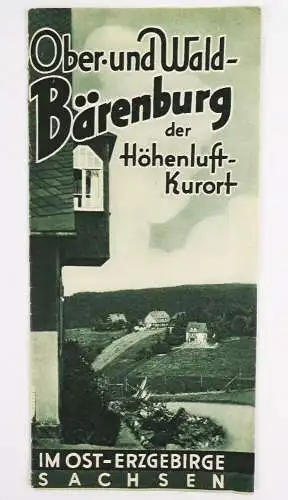 Ober- und Wald-
Bärenburg
der
Höhenluft-
Kurort
IM OST-ERZGEBIRGE
SACHSEN